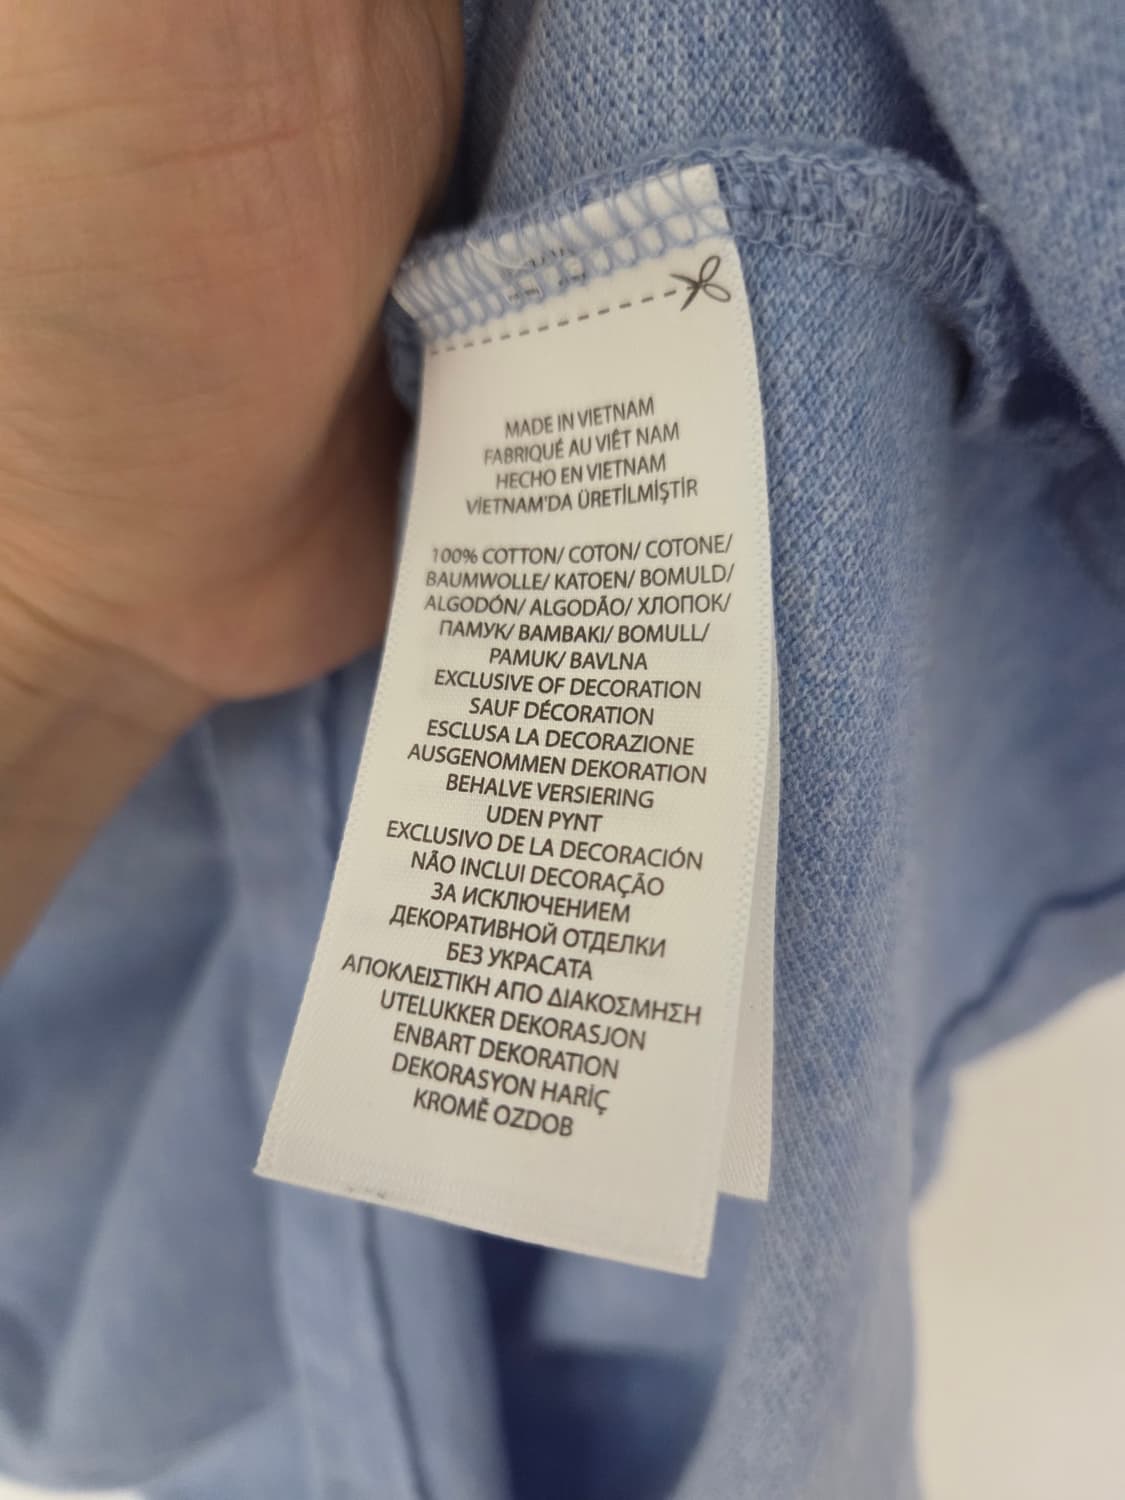 MADE IN VIETNAM
FABRIQUÉ AU VIÊT NAM
HECHO EN VIETNAM
VİETNAM'DA ÜRETİLMİŞTİR
100% COTTON/ COTON/ COTONE/
BAUMWOLLE/ KATOEN/ BOMULD/
ALGODÓN/ ALGODÃO/ ХЛОПОК/
ПАМУК/ BAMBAKI/ BOMULL/
PAMUK/ BAVLNA
EXCLUSIVE OF DECORATION
SAUF DÉCORATION
ESCLUSA LA DECORAZIONE
AUSGENOMMEN DEKORATION
BEHALVE VERSIERING
UDEN PYNT
EXCLUSIVO DE LA DECORACIÓN
NÃO INCLUI DECORAÇÃO
ЗА ИСКЛЮЧЕНИЕМ
ДЕКОРАТИВНОЙ ОТДЕЛКИ
БЕЗ УКРАСАТА
ΑΠΟΚΛΕΙΣΤΙΚΗ ΑΠΟ ΔΙΑΚΟΣΜΗΣΗ
UTELUKKER DEKORASJON
ENBART DEKORATION
DEKORASYON HARİÇ
KROMĚ OZDOB